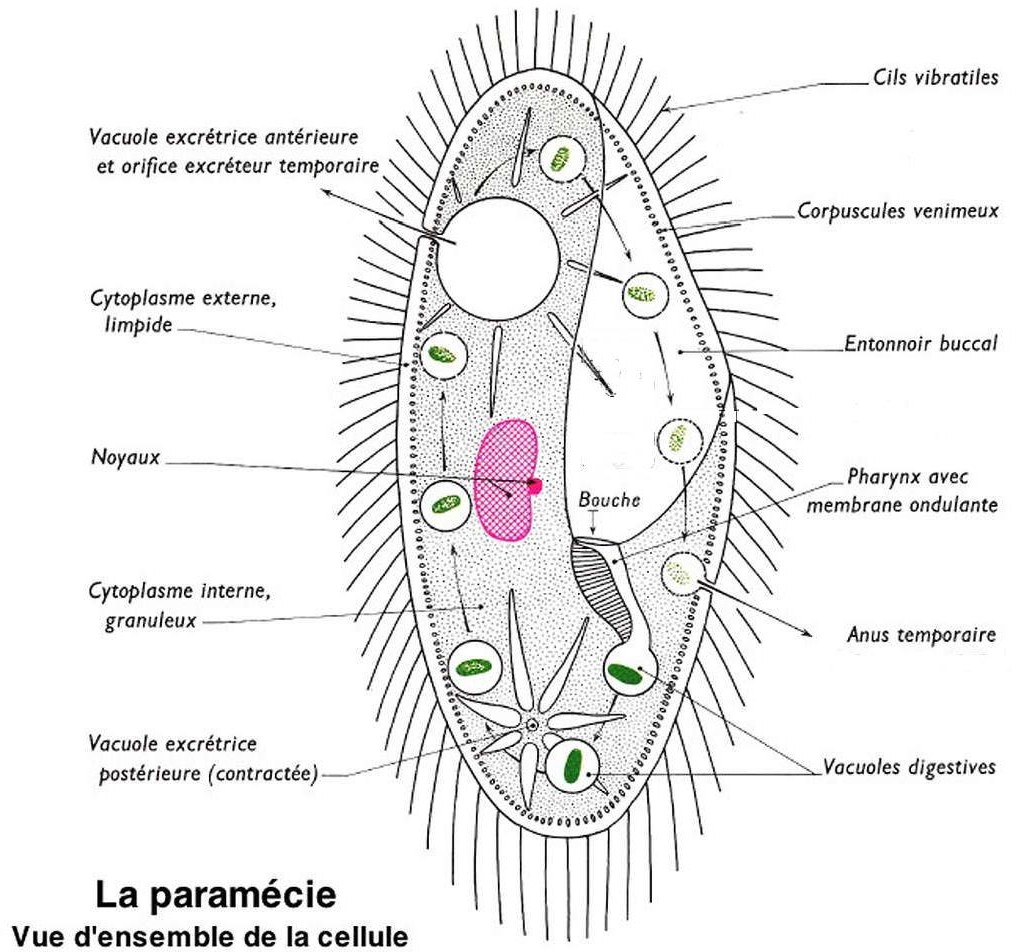 Cils vibratiles
Vacuole excrétrice antérieure
et orifice excréteur temporaire
Corpuscules venimeux
Cytoplasme externe,
limpide
Entonnoir buccal
Noyaux
Pharynx avec
membrane ondulante
Bouche
Cytoplasme interne,
granuleux
Anus temporaire
Vacuole excrétrice
postérieure (contractée)
Vacuoles digestives
La paramécie
Vue d'ensemble de la cellule